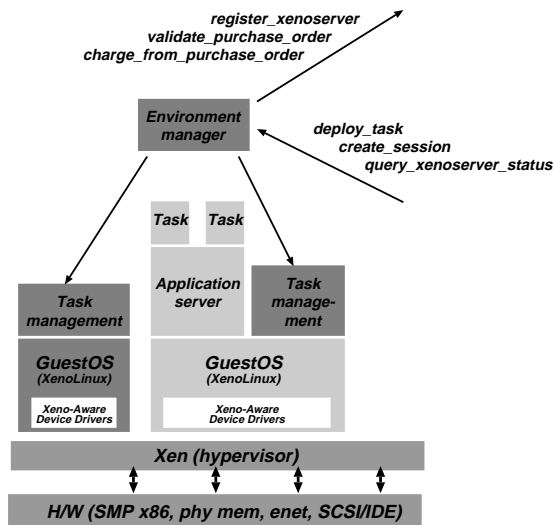 register_xenoserver
validate_purchase_order
charge_from_purchase_order
Environment
manager
deploy_task
create_session
query_xenoserver_status
Task
Task
Application
server
Task
management
Task
manage-
ment
GuestOS
(XenoLinux)
GuestOS
(XenoLinux)
Xeno-Aware
Device Drivers
Xeno-Aware
Device Drivers
Xen (hypervisor)
H/W (SMP x86, phy mem, enet, SCSI/IDE)